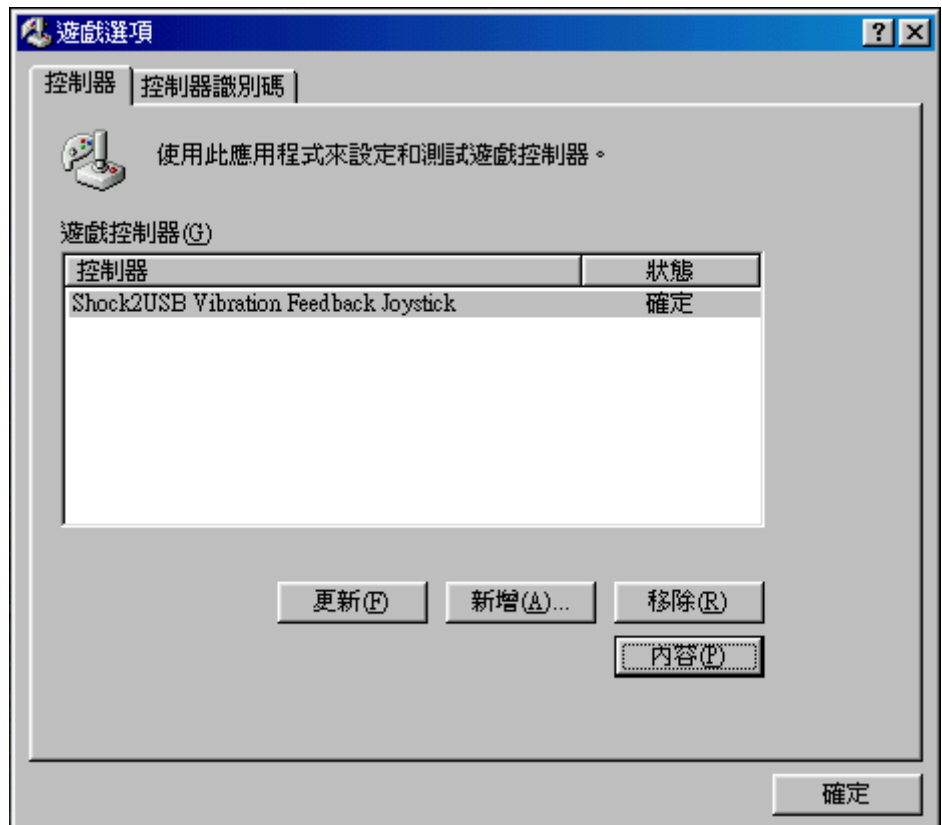 遊戲選項
控制器 控制器識別碼
使用此應用程式來設定和測試遊戲控制器。
遊戲控制器(G)
控制器 狀態
Shock2USB Vibration Feedback Joystick 確定
更新(F) 新增(A)... 移除(R)
內容(P)
確定